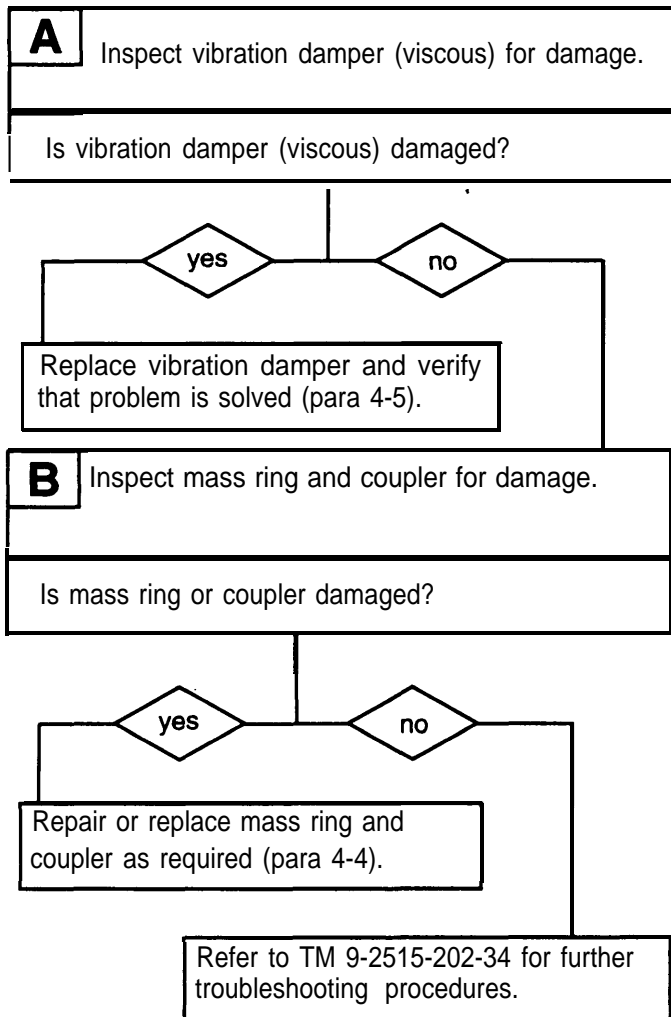 A Inspect vibration damper (viscous) for damage.
Is vibration damper (viscous) damaged?
yes no
Replace vibration damper and verify
that problem is solved (para 4-5).
B Inspect mass ring and coupler for damage.
Is mass ring or coupler damaged?
yes no
Repair or replace mass ring and
coupler as required (para 4-4).
Refer to TM 9-2515-202-34 for further
troubleshooting procedures.